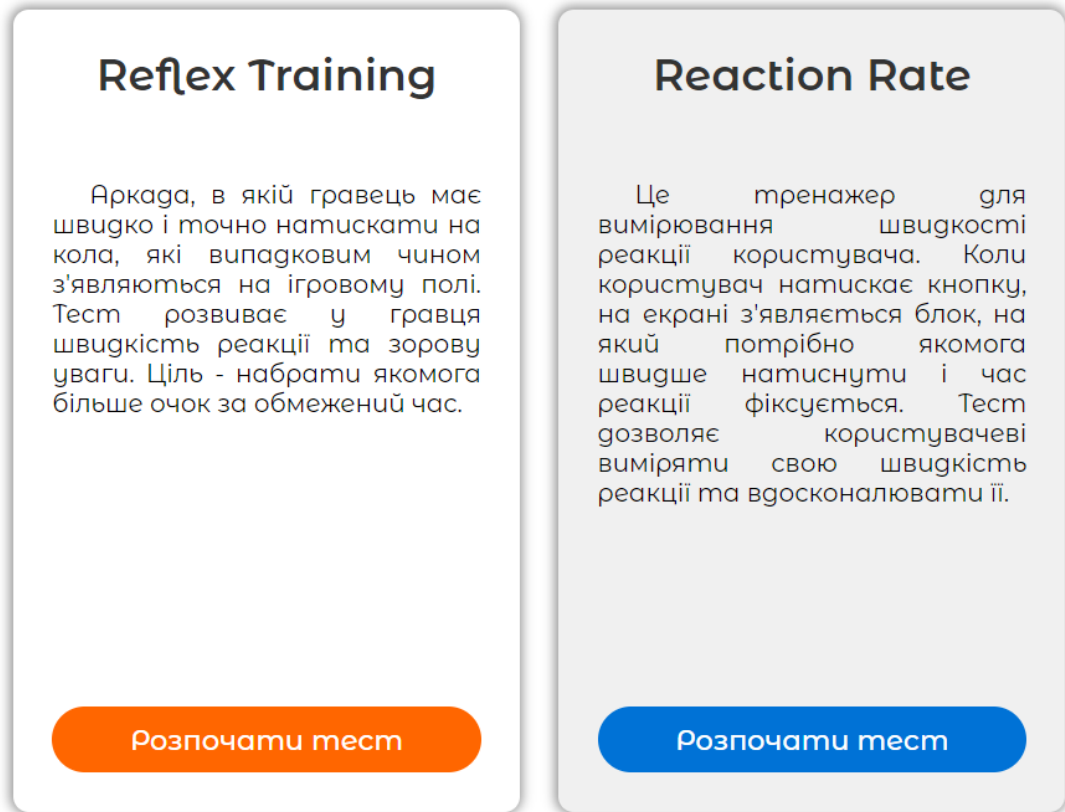 Reflex Training
Аркада, в якій гравець має
швидко і точно натискати на
кола, які випадковим чином
з'являються на ігровому полі.
Тест розвиває у гравця
швидкість реакції та зорову
уваги. Ціль - набрати якомога
більше очок за обмежений час.
Розпочати тест
Reaction Rate
Це тренажер для
вимірювання швидкості
реакції користувача. Коли
користувач натискає кнопку,
на екрані з'являється блок, на
який потрібно якомога
швидше натиснути і час
реакції фіксується. Тест
дозволяє користувачеві
виміряти свою швидкість
реакції та вдосконалювати її.
Розпочати тест